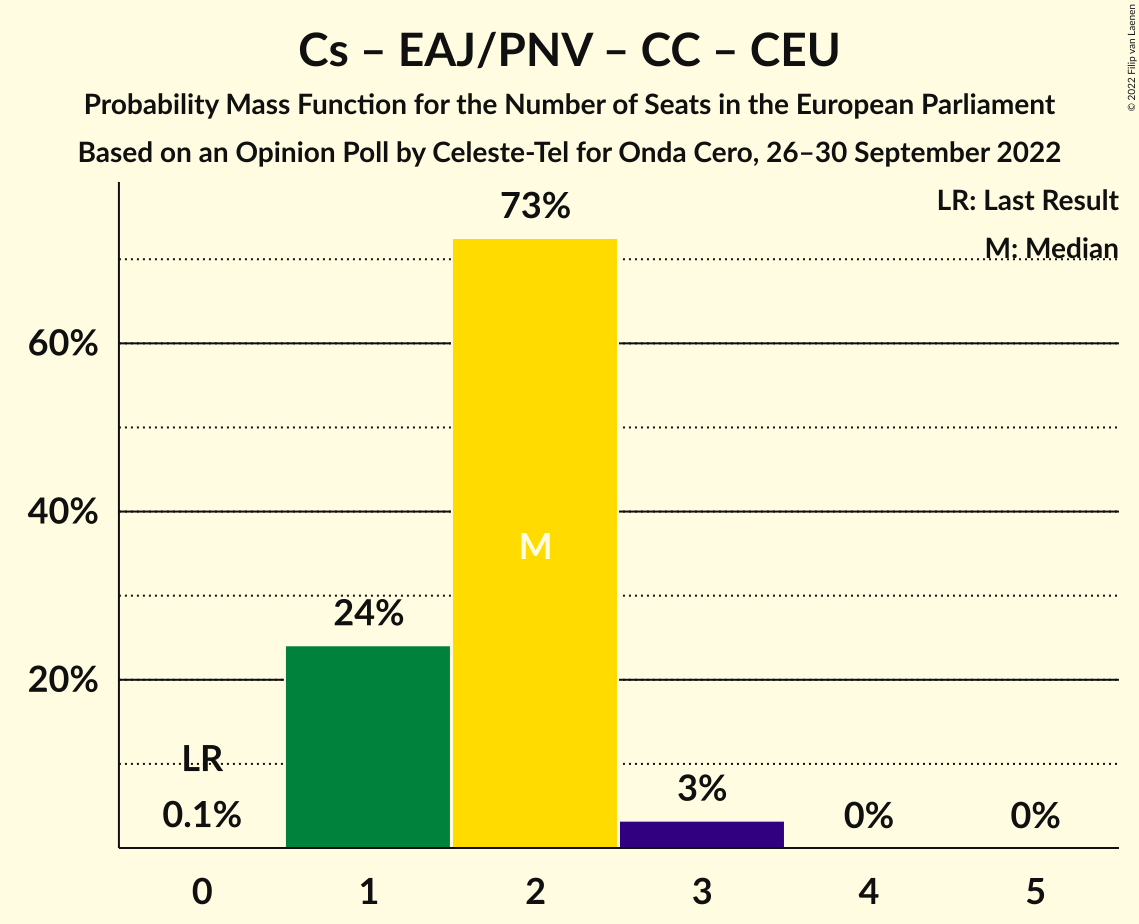 Cs – EAJ/PNV – CC – CEU
Probability Mass Function for the Number of Seats in the European Parliament
Based on an Opinion Poll by Celeste-Tel for Onda Cero, 26–30 September 2022
© 2022 Filip van Laenen
LR: Last Result
M: Median
73%
60%
40%
M
24%
20%
LR
0.1%
3%
0%
0%
0 1 2 3 4 5